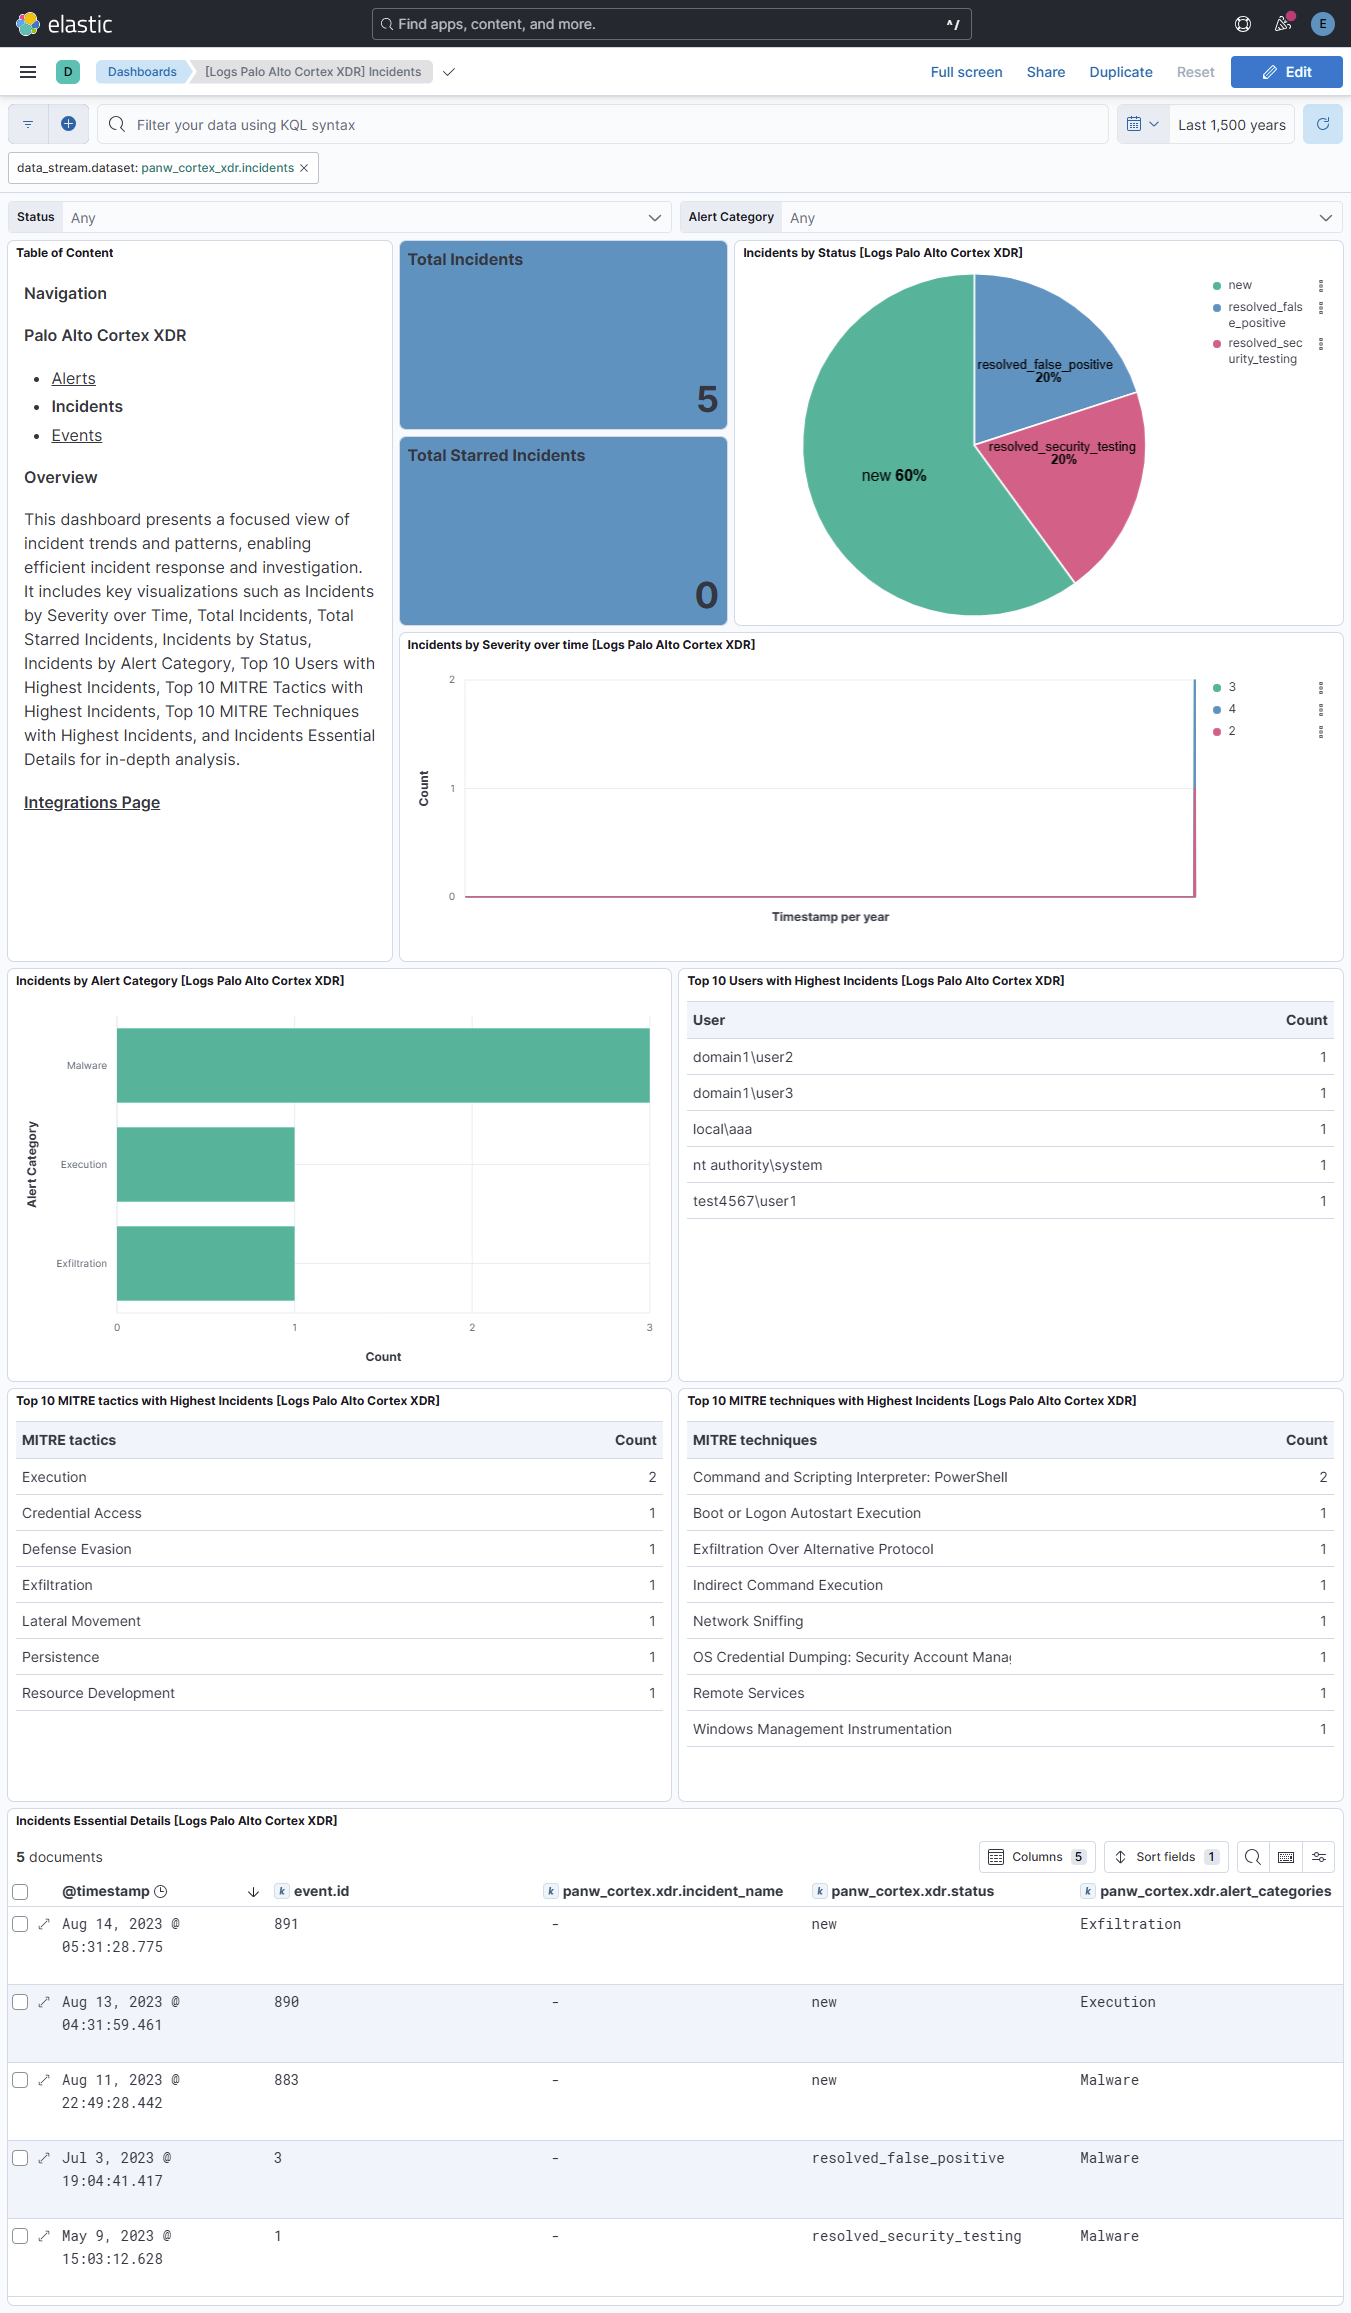 elastic
Find apps, content, and more.
^/
E
D
Dashboards
[Logs Palo Alto Cortex XDR] Incidents
Full screen
Share
Duplicate
Reset
Edit
Filter your data using KQL syntax
Last 1,500 years
data_stream.dataset: panw_cortex_xdr.incidents
Status
Any
Alert Category
Any
Table of Content
Navigation
Palo Alto Cortex XDR
• Alerts
• Incidents
• Events
Overview
This dashboard presents a focused view of
incident trends and patterns, enabling
efficient incident response and investigation.
It includes key visualizations such as Incidents
by Severity over Time, Total Incidents, Total
Starred Incidents, Incidents by Status,
Incidents by Alert Category, Top 10 Users with
Highest Incidents, Top 10 MITRE Tactics with
Highest Incidents, Top 10 MITRE Techniques
with Highest Incidents, and Incidents Essential
Details for in-depth analysis.
Integrations Page
Total Incidents
5
Total Starred Incidents
0
Incidents by Status [Logs Palo Alto Cortex XDR]
resolved_false_positive
20%
resolved_security_testing
20%
new 60%
new
resolved_fals
e_positive
resolved_sec
urity_testing
Incidents by Severity over time [Logs Palo Alto Cortex XDR]
2
1
0
Count
Timestamp per year
3
4
2
Incidents by Alert Category [Logs Palo Alto Cortex XDR]
Alert Category
Malware
Execution
Exfiltration
0 1 2 3
Count
Top 10 Users with Highest Incidents [Logs Palo Alto Cortex XDR]
User Count
domain1\user2 1
domain1\user3 1
local\aaa 1
nt authority\system 1
test4567\user1 1
Top 10 MITRE tactics with Highest Incidents [Logs Palo Alto Cortex XDR]
MITRE tactics Count
Execution 2
Credential Access 1
Defense Evasion 1
Exfiltration 1
Lateral Movement 1
Persistence 1
Resource Development 1
Top 10 MITRE techniques with Highest Incidents [Logs Palo Alto Cortex XDR]
MITRE techniques Count
Command and Scripting Interpreter: PowerShell 2
Boot or Logon Autostart Execution 1
Exfiltration Over Alternative Protocol 1
Indirect Command Execution 1
Network Sniffing 1
OS Credential Dumping: Security Account Mana 1
Remote Services 1
Windows Management Instrumentation 1
Incidents Essential Details [Logs Palo Alto Cortex XDR]
5 documents
Columns 5
Sort fields 1
@timestamp k event.id k panw_cortex.xdr.incident_name k panw_cortex.xdr.status k panw_cortex.xdr.alert_categories
Aug 14, 2023 @ 891 - new Exfiltration
05:31:28.775
Aug 13, 2023 @ 890 - new Execution
04:31:59.461
Aug 11, 2023 @ 883 - new Malware
22:49:28.442
Jul 3, 2023 @ 3 - resolved_false_positive Malware
19:04:41.417
May 9, 2023 @ 1 - resolved_security_testing Malware
15:03:12.628